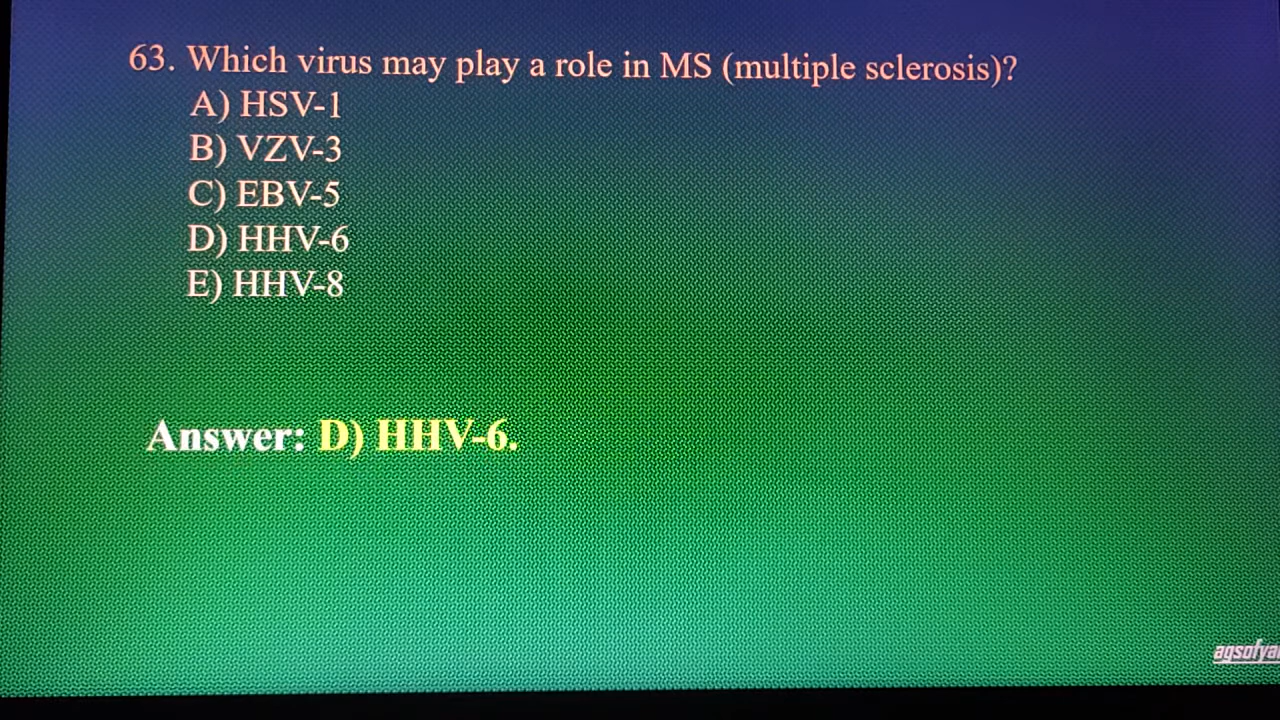 63. Which virus may play a role in MS (multiple sclerosis)?
A) HSV-1
B) VZV-3
C) EBV-5
D) HHV-6
E) HHV-8
Answer: D) HHV-6.